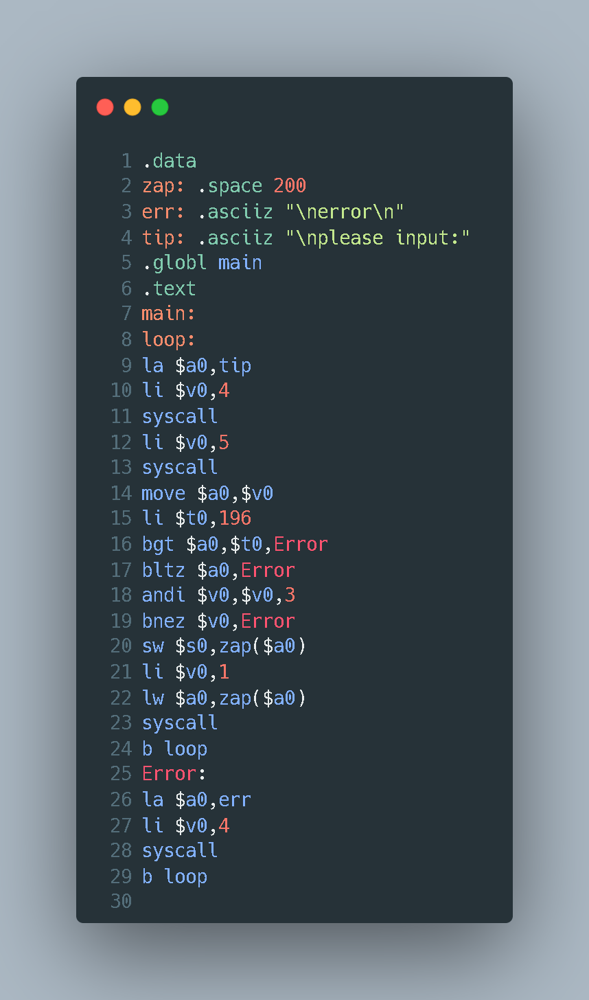 1 .data
2 zap: .space 200
3 err: .asciiz "\nerror\n"
4 tip: .asciiz "\nplease input:"
5 .globl main
6 .text
7 main:
8 loop:
9 la $a0,tip
10 li $v0,4
11 syscall
12 li $v0,5
13 syscall
14 move $a0,$v0
15 li $t0,196
16 bgt $a0,$t0,Error
17 bltz $a0,Error
18 andi $v0,$v0,3
19 bnez $v0,Error
20 sw $s0,zap($a0)
21 li $v0,1
22 lw $a0,zap($a0)
23 syscall
24 b loop
25 Error:
26 la $a0,err
27 li $v0,4
28 syscall
29 b loop
30